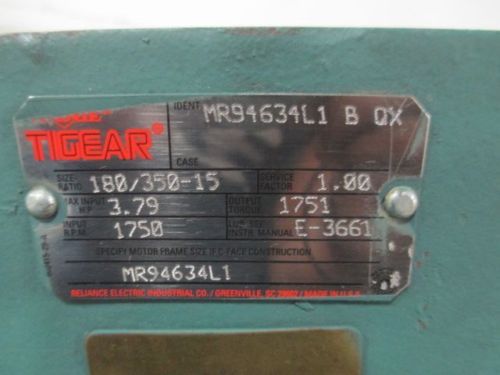 IDENT MR94634L1 B QX
TIGEAR®
CASE
SIZE-RATIO 180/350-15 SERVICE FACTOR 1.00
MAX INPUT H.P. 3.79 OUTPUT TORQUE 1751
INPUT R.P.M. 1750 LUB. SEE INSTR. MANUAL E-3661
SPECIFY MOTOR FRAME SIZE IF C-FACE CONSTRUCTION
MR94634L1
RELIANCE ELECTRIC INDUSTRIAL CO. / GREENVILLE, SC 29602 / MADE IN U.S.A.